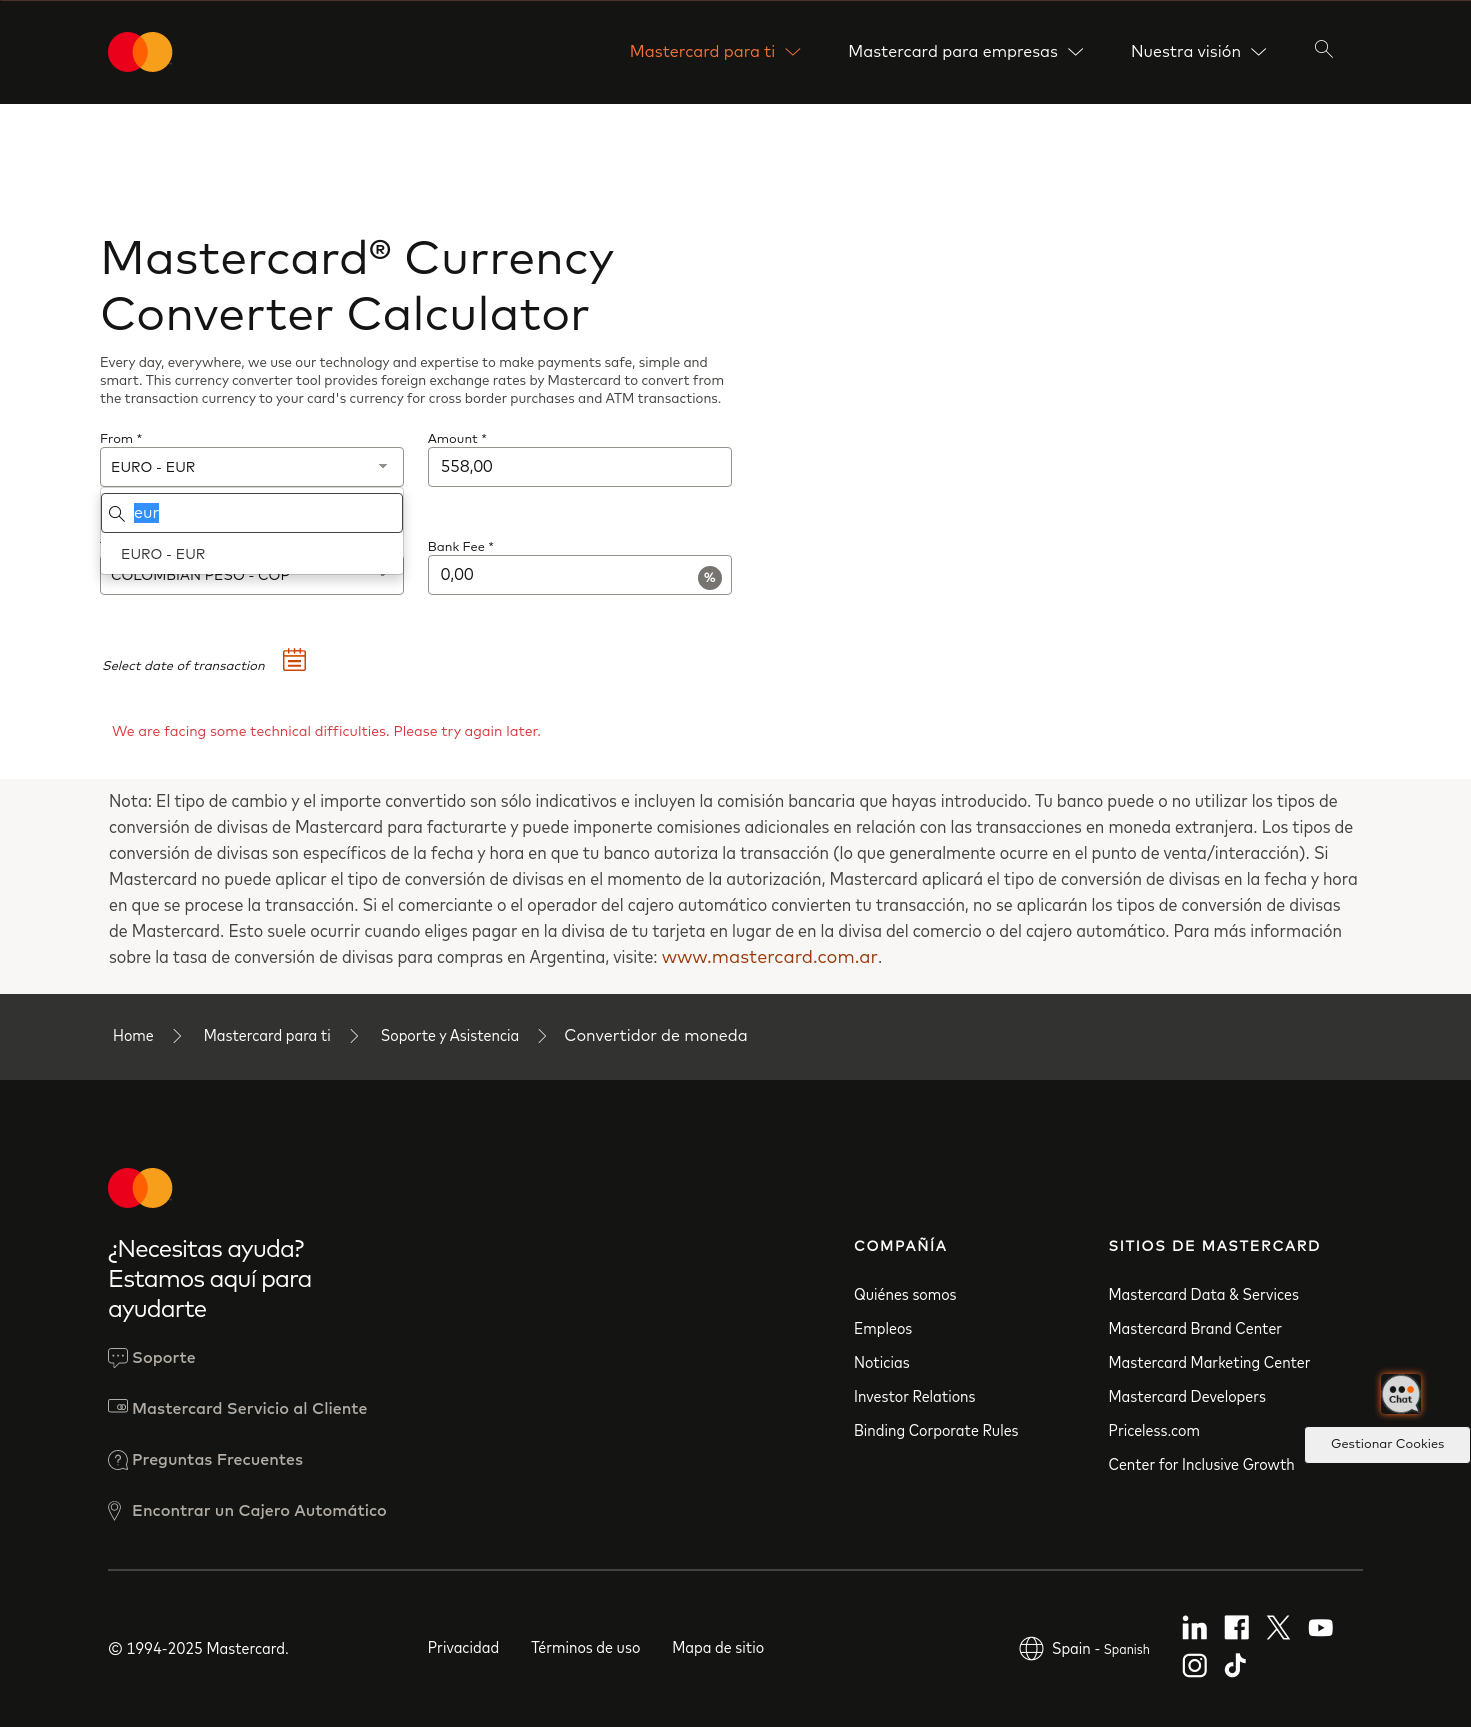 Mastercard para ti
Mastercard para empresas
Nuestra visión
Mastercard® Currency
Converter Calculator
Every day, everywhere, we use our technology and expertise to make payments safe, simple and
smart. This currency converter tool provides foreign exchange rates by Mastercard to convert from
the transaction currency to your card's currency for cross border purchases and ATM transactions.
From *
Amount *
EURO - EUR
558,00
eur
EURO - EUR
Bank Fee *
COLOMBIAN PESO - COP
0,00
%
Select date of transaction
We are facing some technical difficulties. Please try again later.
Nota: El tipo de cambio y el importe convertido son sólo indicativos e incluyen la comisión bancaria que hayas introducido. Tu banco puede o no utilizar los tipos de
conversión de divisas de Mastercard para facturarte y puede imponerte comisiones adicionales en relación con las transacciones en moneda extranjera. Los tipos de
conversión de divisas son específicos de la fecha y hora en que tu banco autoriza la transacción (lo que generalmente ocurre en el punto de venta/interacción). Si
Mastercard no puede aplicar el tipo de conversión de divisas en el momento de la autorización, Mastercard aplicará el tipo de conversión de divisas en la fecha y hora
en que se procese la transacción. Si el comerciante o el operador del cajero automático convierten tu transacción, no se aplicarán los tipos de conversión de divisas
de Mastercard. Esto suele ocurrir cuando eliges pagar en la divisa de tu tarjeta en lugar de en la divisa del comercio o del cajero automático. Para más información
sobre la tasa de conversión de divisas para compras en Argentina, visite: www.mastercard.com.ar.
Home
Mastercard para ti
Soporte y Asistencia
Convertidor de moneda
¿Necesitas ayuda?
Estamos aquí para
ayudarte
Soporte
Mastercard Servicio al Cliente
Preguntas Frecuentes
Encontrar un Cajero Automático
COMPAÑÍA
Quiénes somos
Empleos
Noticias
Investor Relations
Binding Corporate Rules
SITIOS DE MASTERCARD
Mastercard Data & Services
Mastercard Brand Center
Mastercard Marketing Center
Mastercard Developers
Priceless.com
Center for Inclusive Growth
Chat
Gestionar Cookies
© 1994-2025 Mastercard.
Privacidad
Términos de uso
Mapa de sitio
Spain - Spanish